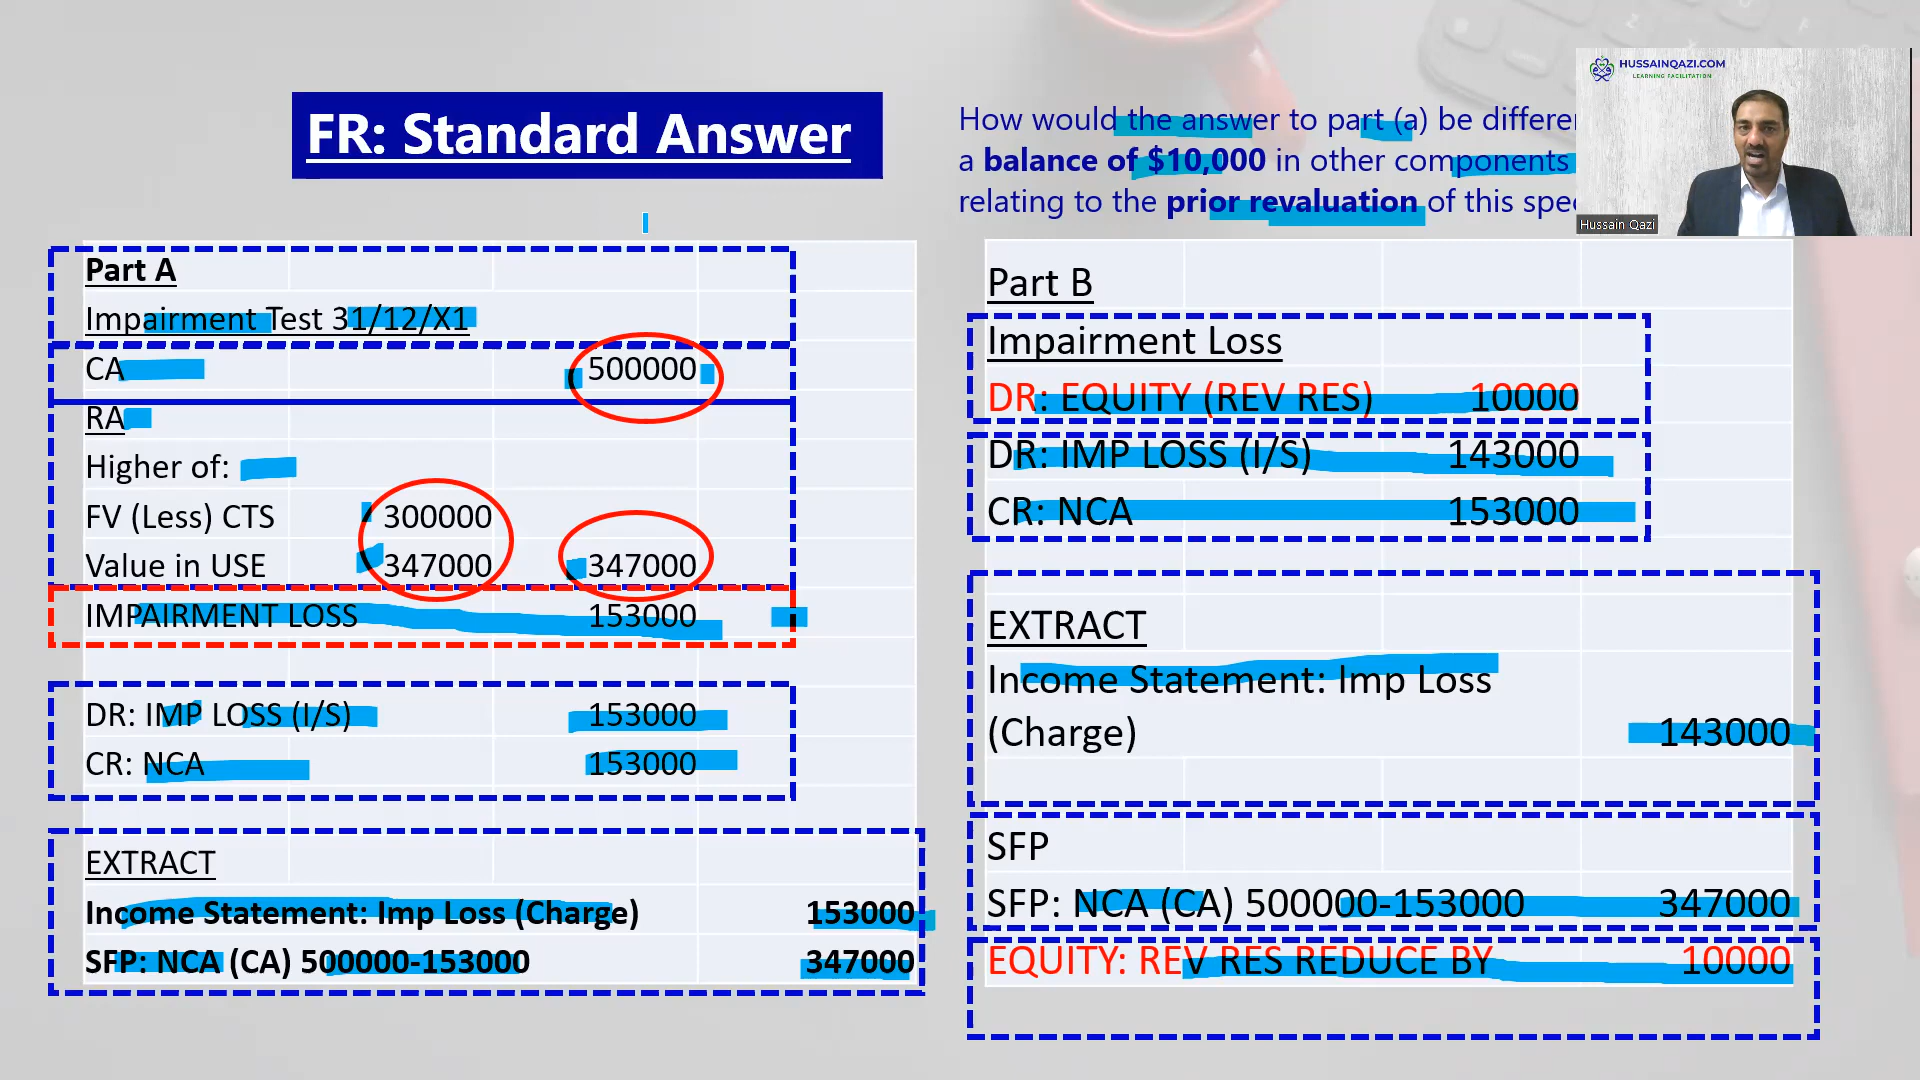 FR: Standard Answer
How would the answer to part (a) be differen
a balance of $10,000 in other components
relating to the prior revaluation of this spec
HUSSAINQAZI.COM
LEARNING FACILITATION
Hussain Qazi
Part A
Impairment Test 31/12/X1
CA 500000
RA
Higher of:
FV (Less) CTS 300000
Value in USE 347000 347000
IMPAIRMENT LOSS 153000
DR: IMP LOSS (I/S) 153000
CR: NCA 153000
EXTRACT
Income Statement: Imp Loss (Charge) 153000
SFP: NCA (CA) 500000-153000 347000
Part B
Impairment Loss
DR: EQUITY (REV RES) 10000
DR: IMP LOSS (I/S) 143000
CR: NCA 153000
EXTRACT
Income Statement: Imp Loss
(Charge) 143000
SFP
SFP: NCA (CA) 500000-153000 347000
EQUITY: REV RES REDUCE BY 10000